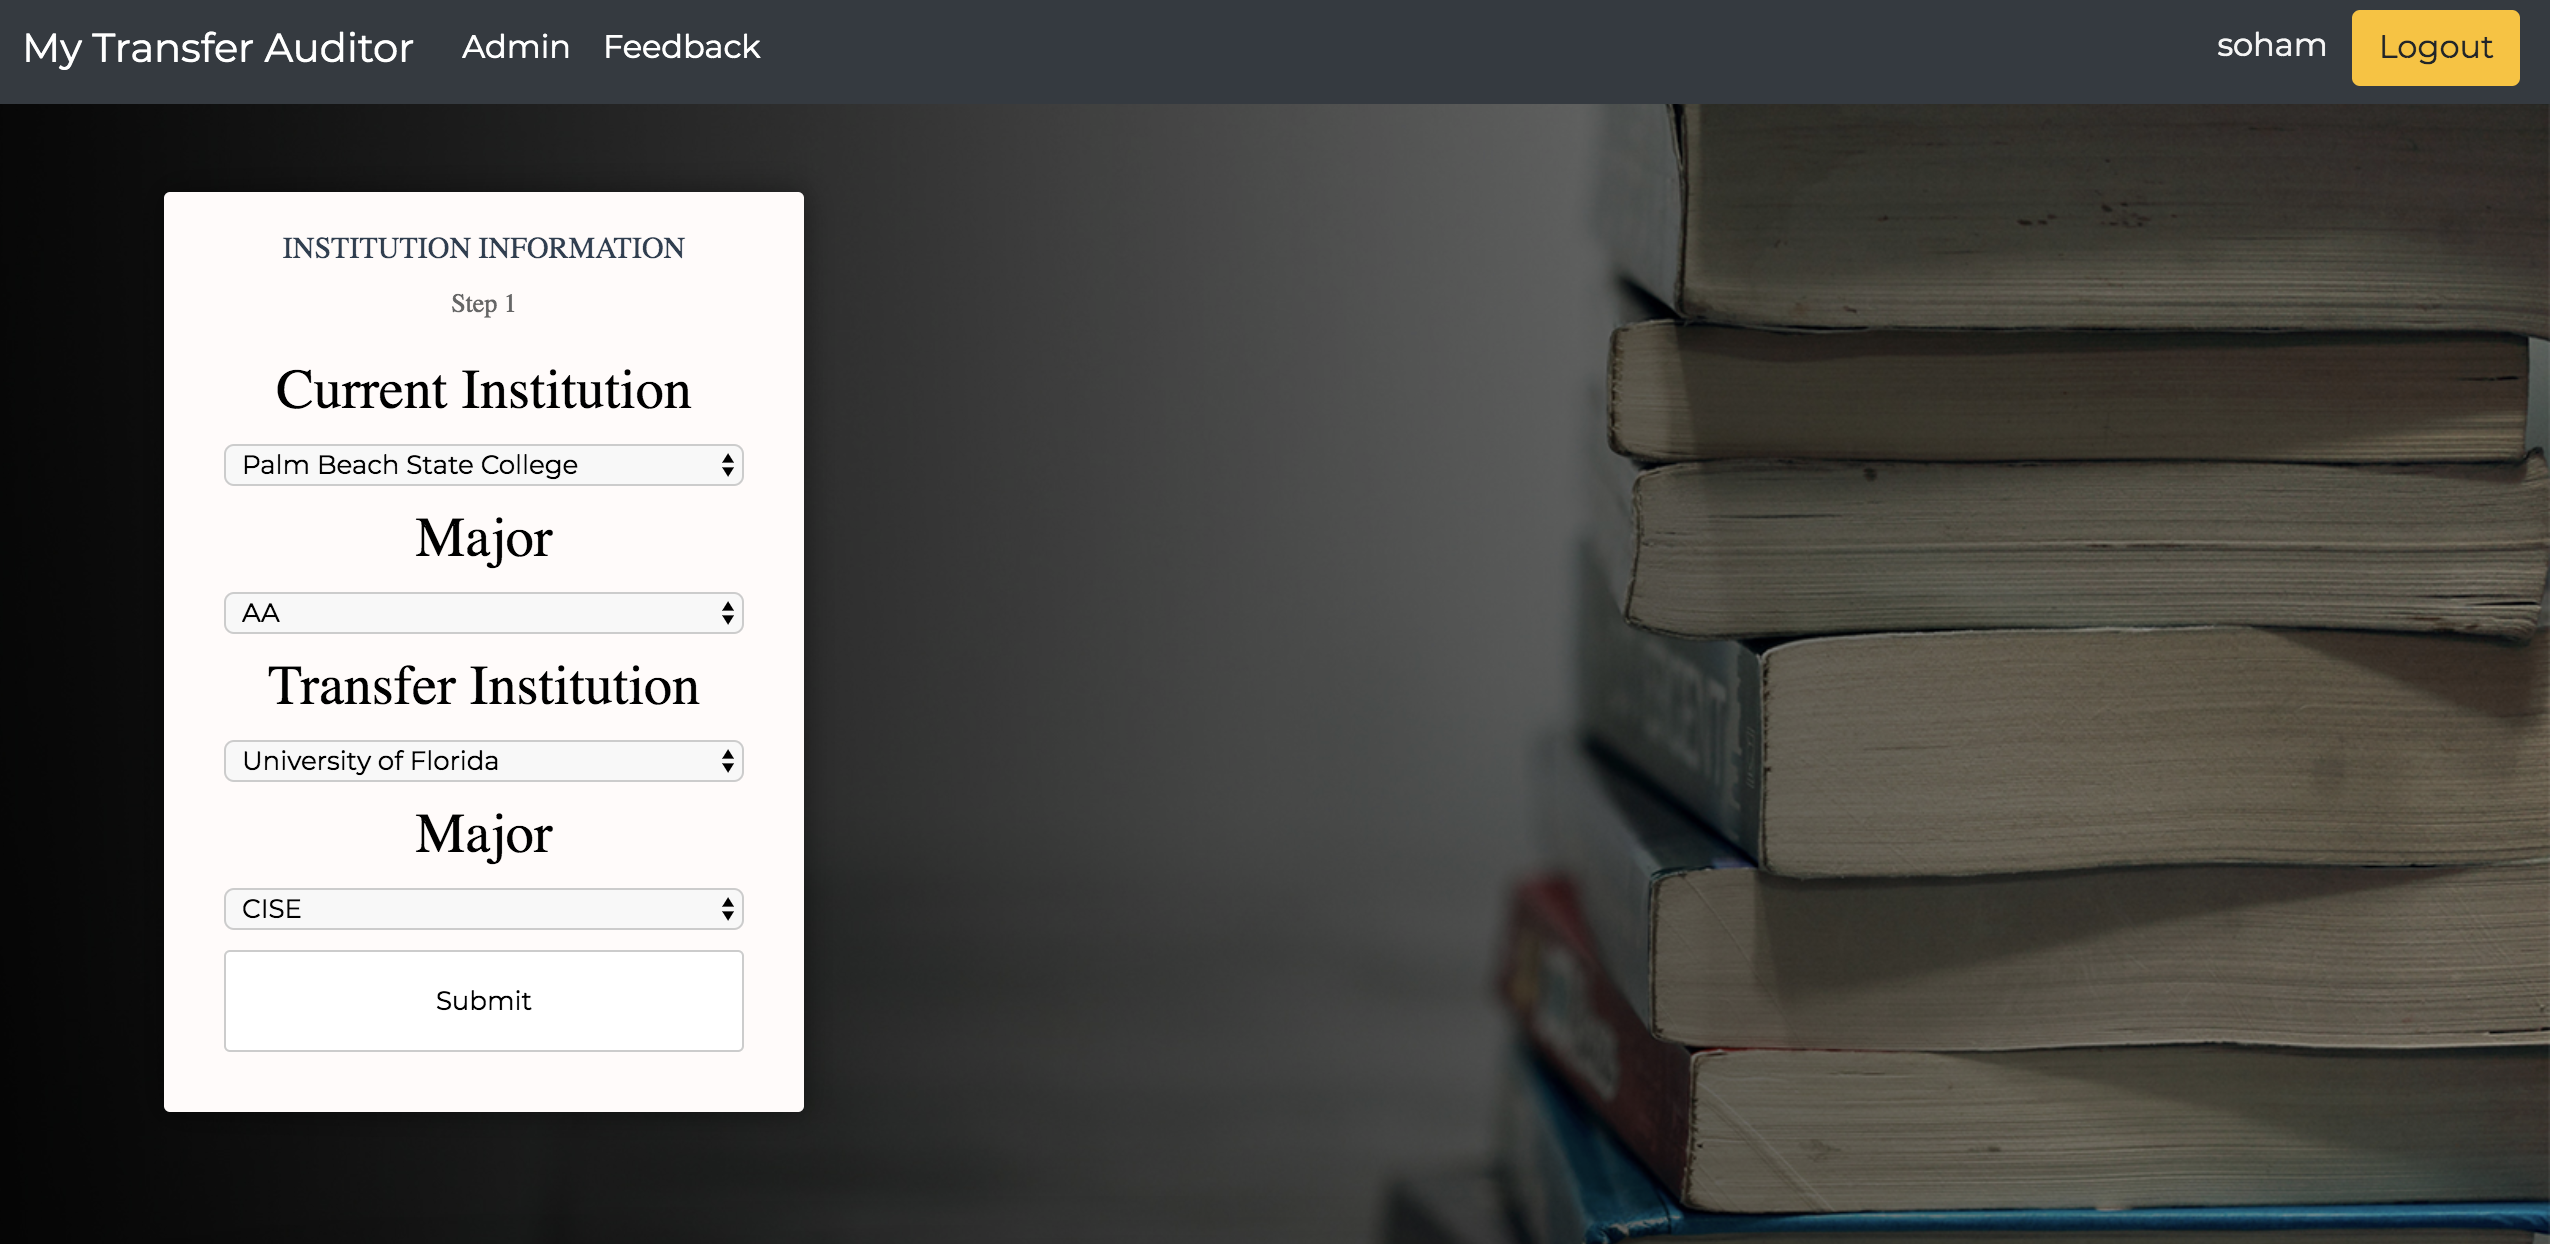 My Transfer Auditor Admin Feedback soham Logout
INSTITUTION INFORMATION
Step 1
Current Institution
Palm Beach State College
Major
AA
Transfer Institution
University of Florida
Major
CISE
Submit